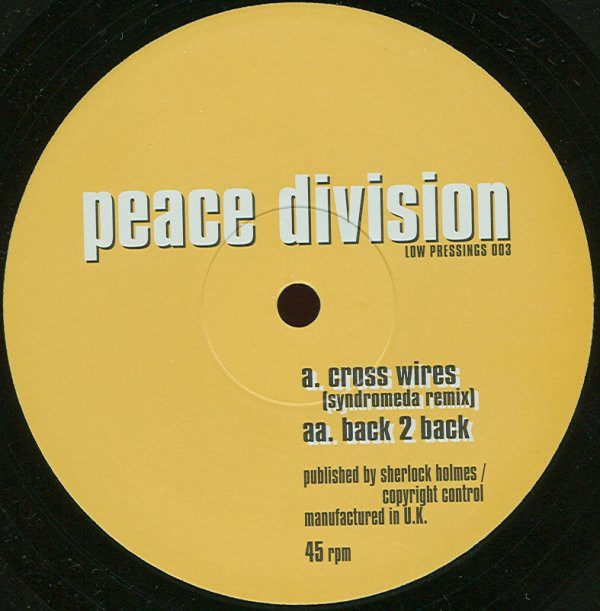 peace division
LOW PRESSINGS 003
a. cross wires
(syndromeda remix)
aa. back 2 back
published by sherlock holmes /
copyright control
manufactured in U.K.
45 rpm